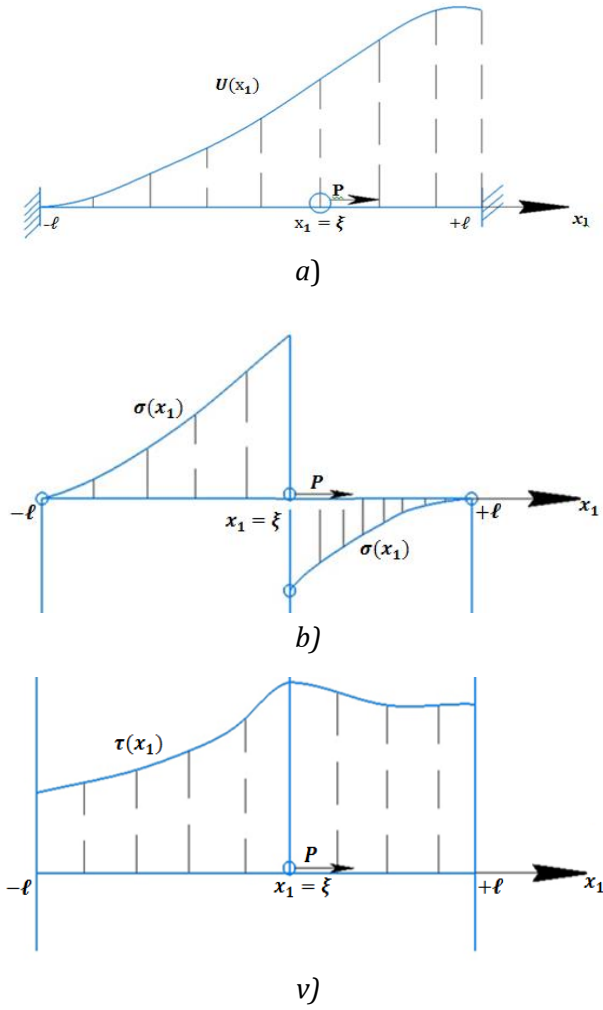 U(x₁)
P
-ℓ
x₁ = ξ
+ℓ
x₁
a)
σ(x₁)
P
-ℓ
x₁ = ξ
+ℓ
x₁
σ(x₁)
b)
τ(x₁)
P
-ℓ
x₁ = ξ
+ℓ
x₁
v)